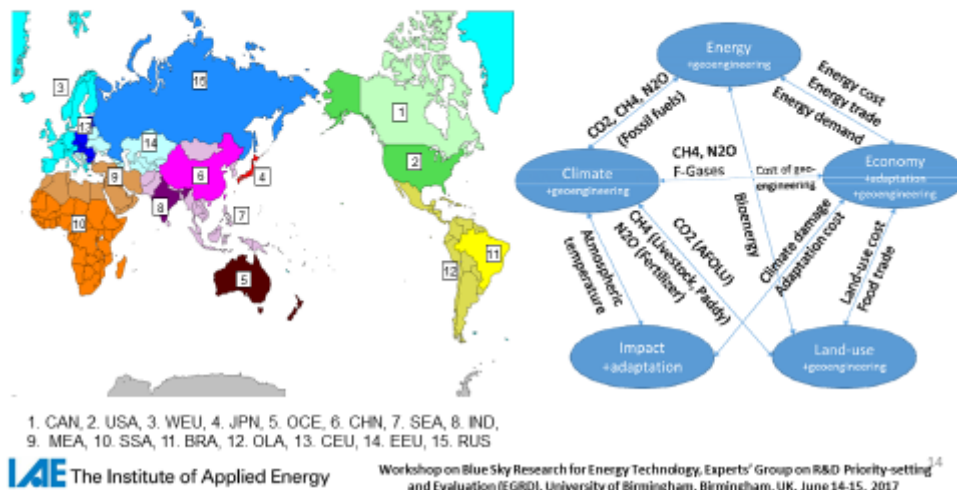 3
15
13
14
9
6
4
8
7
10
5
1
2
11
12
Energy
+geoengineering
CO2, CH4, N2O
(Fossil fuels)
Energy cost
Energy trade
Energy demand
Climate
+geoengineering
CH4, N2O
F-Gases
Cost of geo-
engineering
Economy
+adaptation
+geoengineering
Bioenergy
Atmospheric
temperature
CO2 (AFOLU)
CH4 (Livestock, Paddy)
N2O (Fertilizer)
Climate damage
Adaptation cost
Land-use cost
Food trade
Impact
+adaptation
Land-use
+geoengineering
1. CAN, 2. USA, 3. WEU, 4. JPN, 5. OCE, 6. CHN, 7. SEA, 8. IND,
9. MEA, 10. SSA, 11. BRA, 12. OLA, 13. CEU, 14. EEU, 15. RUS
IAE The Institute of Applied Energy
Workshop on Blue Sky Research for Energy Technology, Experts' Group on R&D Priority-setting
and Evaluation (EGRD), University of Birmingham, Birmingham, UK, June 14-15, 2017
14